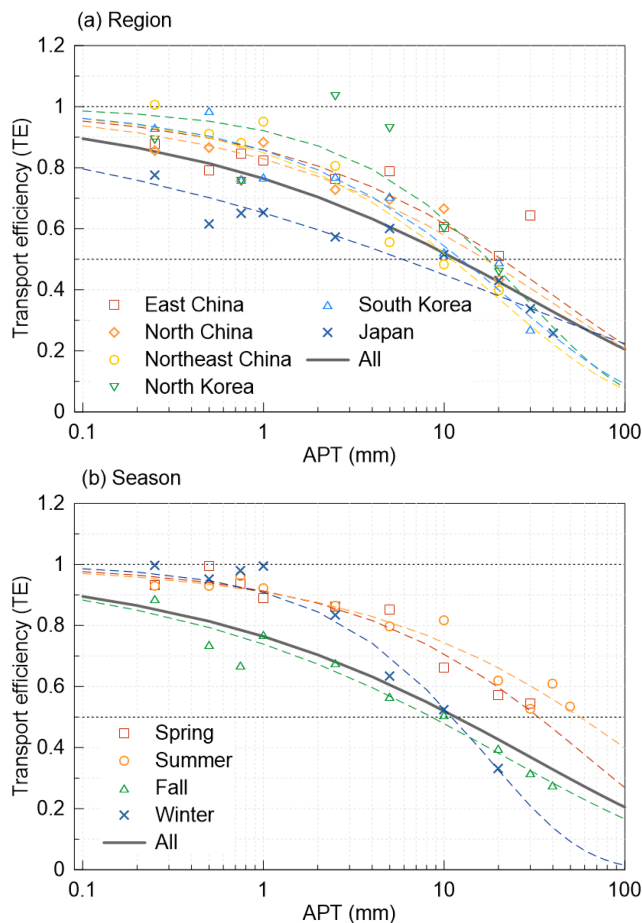 (a) Region
1.2
1
0.8
0.6
0.4
0.2
0
Transport efficiency (TE)
East China
North China
Northeast China
North Korea
South Korea
Japan
All
0.1 1 10 100
APT (mm)
(b) Season
1.2
1
0.8
0.6
0.4
0.2
0
Transport efficiency (TE)
Spring
Summer
Fall
Winter
All
0.1 1 10 100
APT (mm)